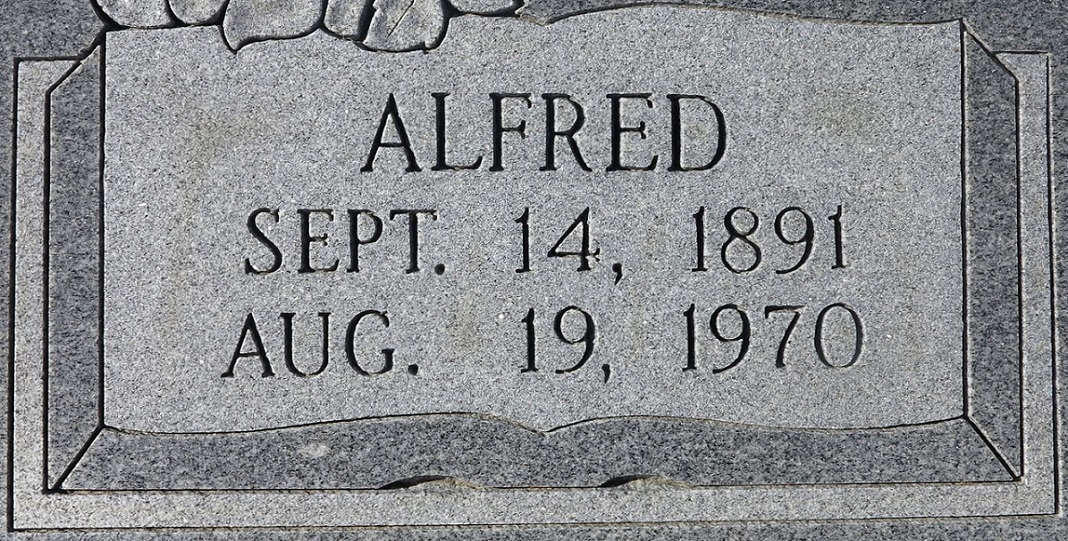 ALFRED
SEPT. 14, 1891
AUG. 19, 1970